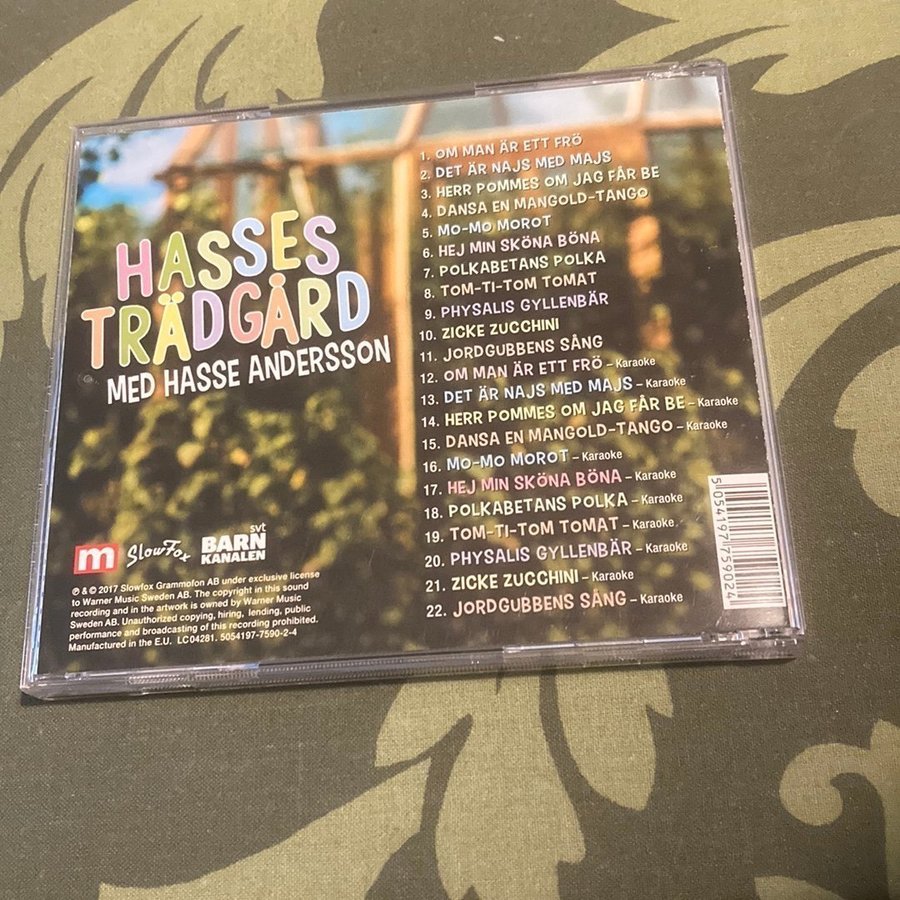 HASSES
TRÄDGÅRD
MED HASSE ANDERSSON
1. OM MAN ÄR ETT FRÖ
2. DET ÄR NAJS MED MAJS
3. HERR POMMES OM JAG FÅR BE
4. DANSA EN MANGOLD-TANGO
5. MO-MO MOROT
6. HEJ MIN SKÖNA BÖNA
7. POLKABETANS POLKA
8. TOM-TI-TOM TOMAT
9. PHYSALIS GYLLENBÄR
10. ZICKE ZUCCHINI
11. JORDGUBBENS SÅNG
12. OM MAN ÄR ETT FRÖ – Karaoke
13. DET ÄR NAJS MED MAJS – Karaoke
14. HERR POMMES OM JAG FÅR BE – Karaoke
15. DANSA EN MANGOLD-TANGO – Karaoke
16. MO-MO MOROT – Karaoke
17. HEJ MIN SKÖNA BÖNA – Karaoke
18. POLKABETANS POLKA – Karaoke
19. TOM-TI-TOM TOMAT – Karaoke
20. PHYSALIS GYLLENBÄR – Karaoke
21. ZICKE ZUCCHINI – Karaoke
22. JORDGUBBENS SÅNG – Karaoke
5054197759024
m
SlowFox
svt
BARN
KANALEN
℗ & © 2017 Slowfox Grammofon AB under exclusive license
to Warner Music Sweden AB. The copyright in this sound
recording and in the artwork is owned by Warner Music
Sweden AB. Unauthorized copying, hiring, lending, public
performance and broadcasting of this recording prohibited.
Manufactured in the E.U. LC04281. 5054197-7590-2-4